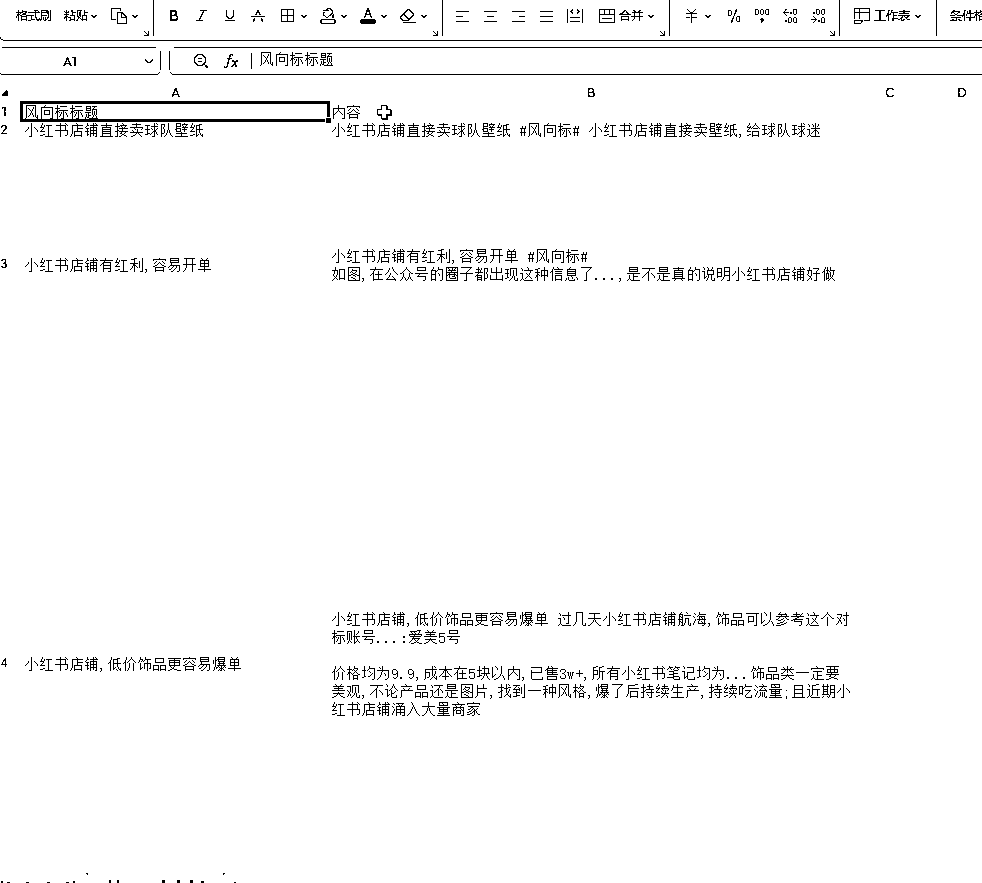 格式刷 粘贴 B I U A A 合并 ¥ % 000 工作表 条件格
A1 fx 风向标标题
A B C D
1 风向标标题 内容
2 小红书店铺直接卖球队壁纸 小红书店铺直接卖球队壁纸 #风向标# 小红书店铺直接卖壁纸,给球队球迷
小红书店铺有红利,容易开单 #风向标#
3 小红书店铺有红利,容易开单
如图,在公众号的圈子都出现这种信息了...,是不是真的说明小红书店铺好做
小红书店铺,低价饰品更容易爆单 过几天小红书店铺航海,饰品可以参考这个对
标账号...:爱美5号
4 小红书店铺,低价饰品更容易爆单
价格均为9.9,成本在5块以内,已售3w+,所有小红书笔记均为...饰品类一定要
美观,不论产品还是图片,找到一种风格,爆了后持续生产,持续吃流量;且近期小
红书店铺涌入大量商家